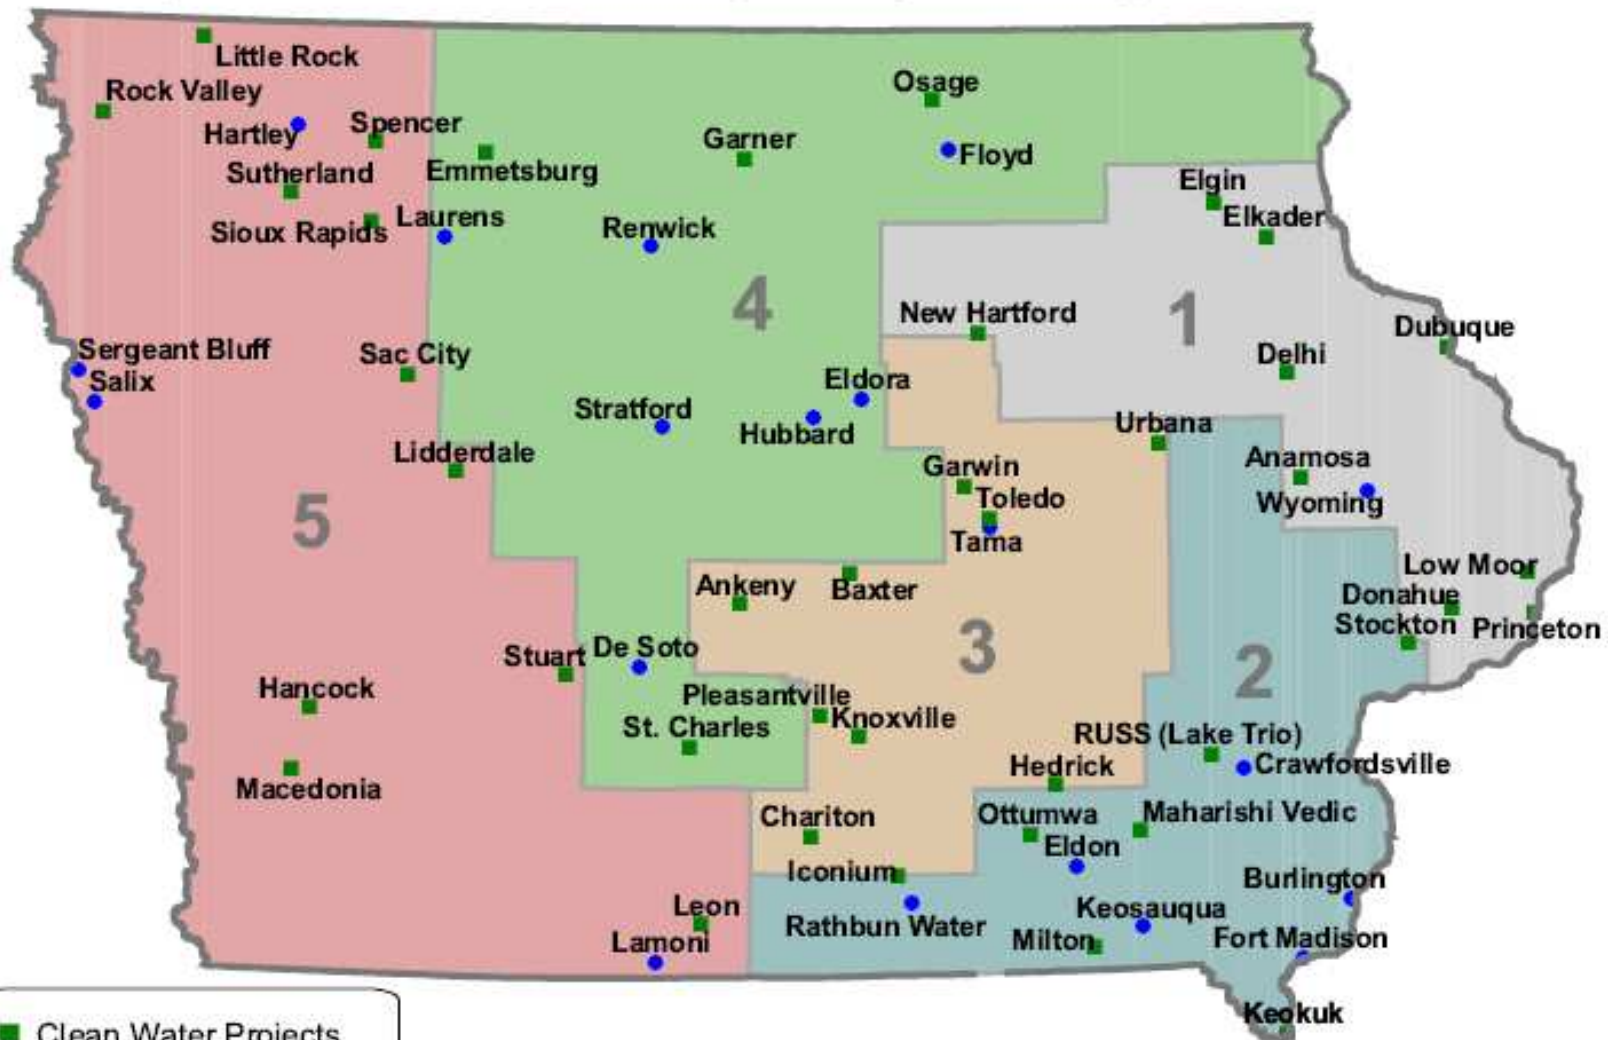 Little Rock
Rock Valley
Osage
Hartley
Spencer
Garner
Floyd
Sutherland
Emmetsburg
Elgin
Sioux Rapids
Laurens
Renwick
Elkader
4
1
New Hartford
Dubuque
Sergeant Bluff
Sac City
Delhi
Salix
Eldora
Stratford
Hubbard
Urbana
Lidderdale
Garwin
Anamosa
Toledo
Wyoming
5
Tama
Low Moor
Ankeny
Baxter
Donahue
Stockton
Princeton
3
2
Stuart
De Soto
Hancock
Pleasantville
Knoxville
St. Charles
RUSS (Lake Trio)
Hedrick
Crawfordsville
Macedonia
Chariton
Ottumwa
Maharishi Vedic
Eldon
Iconium
Burlington
Leon
Rathbun Water
Keosauqua
Lamoni
Milton
Fort Madison
Keokuk
Clean Water Projects